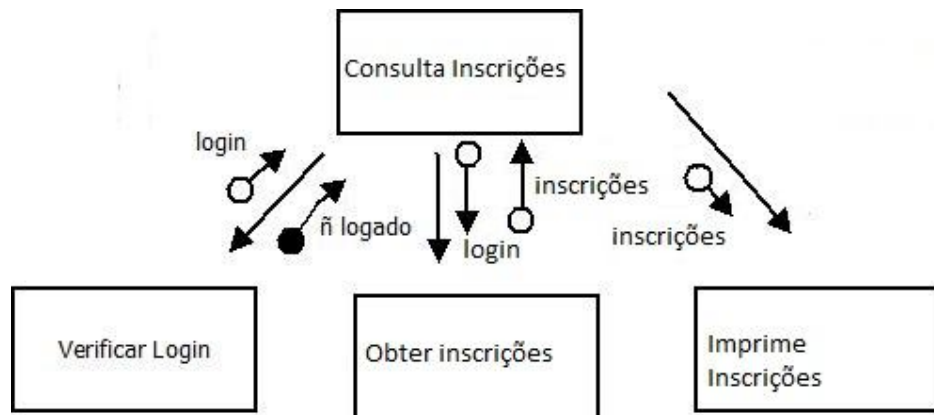 Consulta Inscrições
login
ñ logado
login
inscrições
inscrições
Verificar Login
Obter inscrições
Imprime
Inscrições